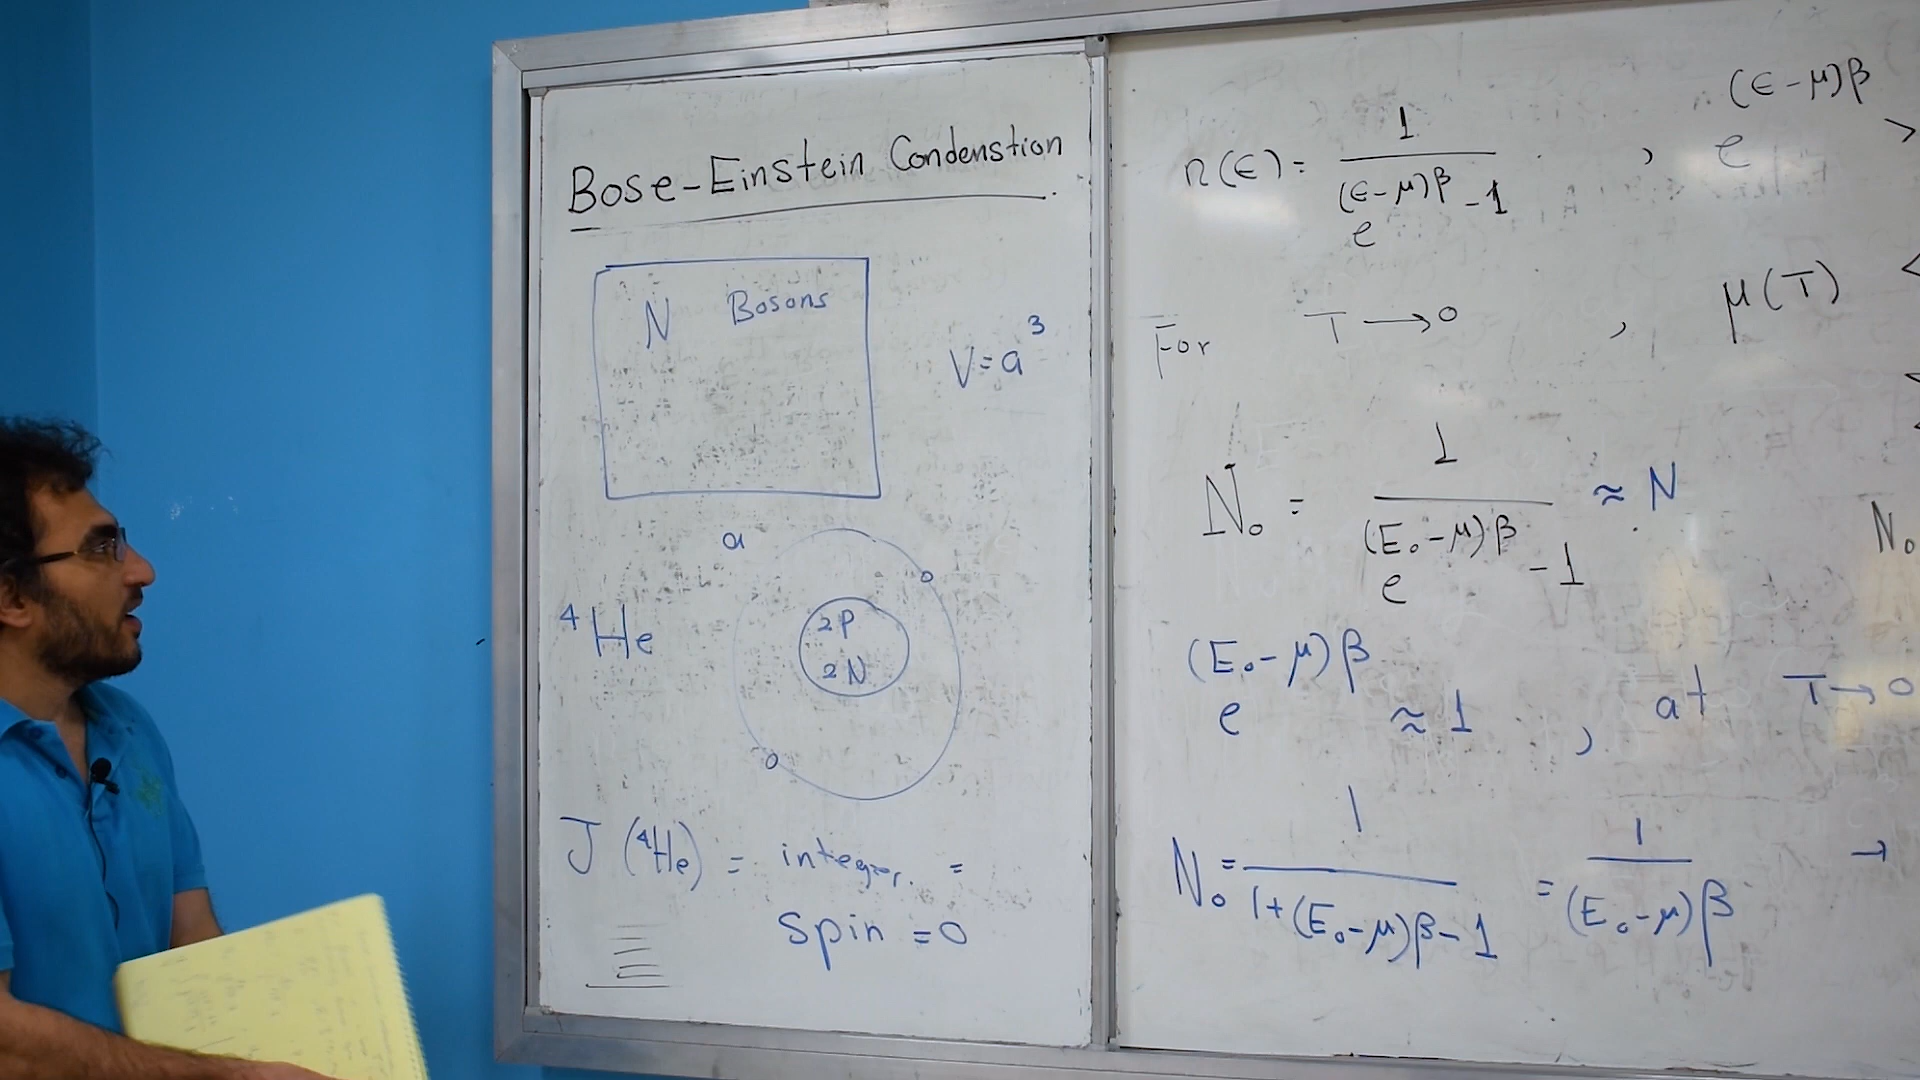 Bose-Einstein Condenstion
N Bosons
V = a³
a
⁴He
2P
2N
J (⁴He) = integer. =
Spin = 0
n(ϵ) = 1 / (e^(ϵ-μ)β - 1) , e^(ϵ-μ)β >
For T → 0 , μ(T) <
N₀ = 1 / (e^(E₀-μ)β - 1) ≈ N
N₀
e^(E₀-μ)β ≈ 1 , at T → 0
N₀ = 1 / (1+(E₀-μ)β-1) = 1 / ((E₀-μ)β) →